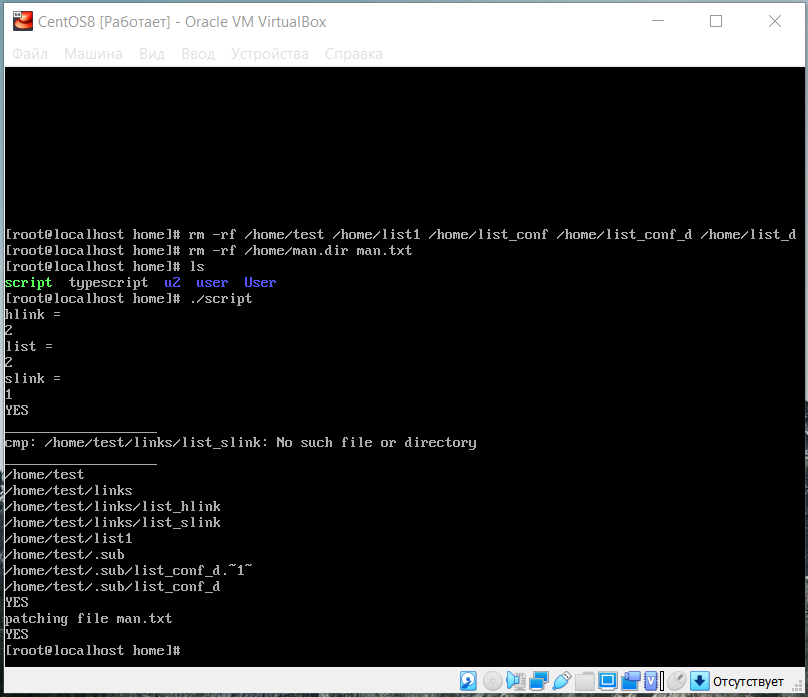 CentOS8 [Работает] - Oracle VM VirtualBox
Файл Машина Вид Ввод Устройства Справка
[root@localhost home]# rm -rf /home/test /home/list1 /home/list_conf /home/list_conf_d /home/list_d
[root@localhost home]# rm -rf /home/man.dir man.txt
[root@localhost home]# ls
script typescript u2 user User
[root@localhost home]# ./script
hlink =
2
list =
2
slink =
1
YES
___________________
cmp: /home/test/links/list_slink: No such file or directory
___________________
/home/test
/home/test/links
/home/test/links/list_hlink
/home/test/links/list_slink
/home/test/list1
/home/test/.sub
/home/test/.sub/list_conf_d.~1~
/home/test/.sub/list_conf_d
YES
patching file man.txt
YES
[root@localhost home]#
Отсутствует